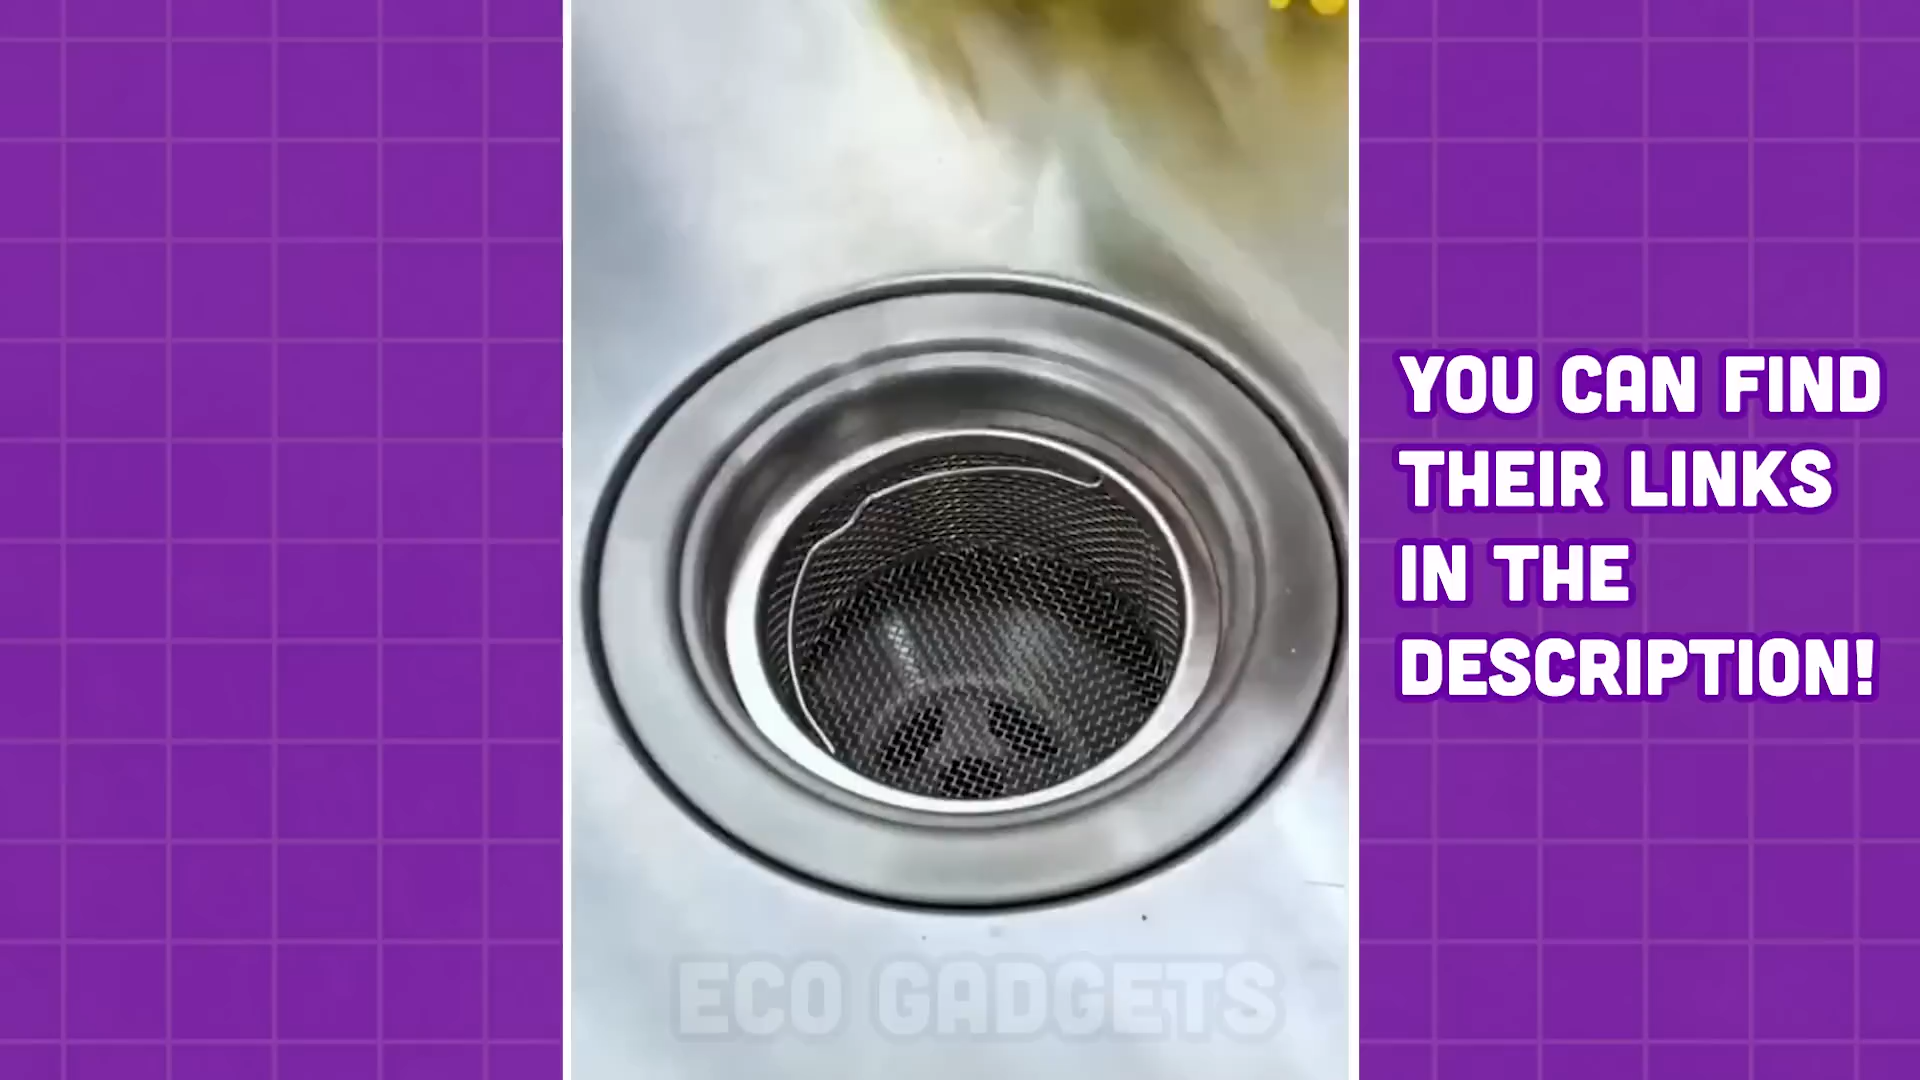 YOU CAN FIND
THEIR LINKS
IN THE
DESCRIPTION!
ECO GADGETS